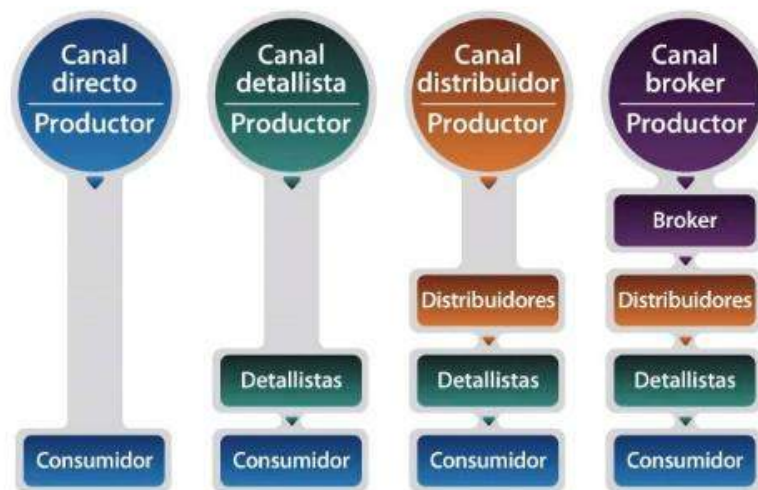 Canal
directo
Productor
Consumidor
Canal
detallista
Productor
Detallistas
Consumidor
Canal
distribuidor
Productor
Distribuidores
Detallistas
Consumidor
Canal
broker
Productor
Broker
Distribuidores
Detallistas
Consumidor